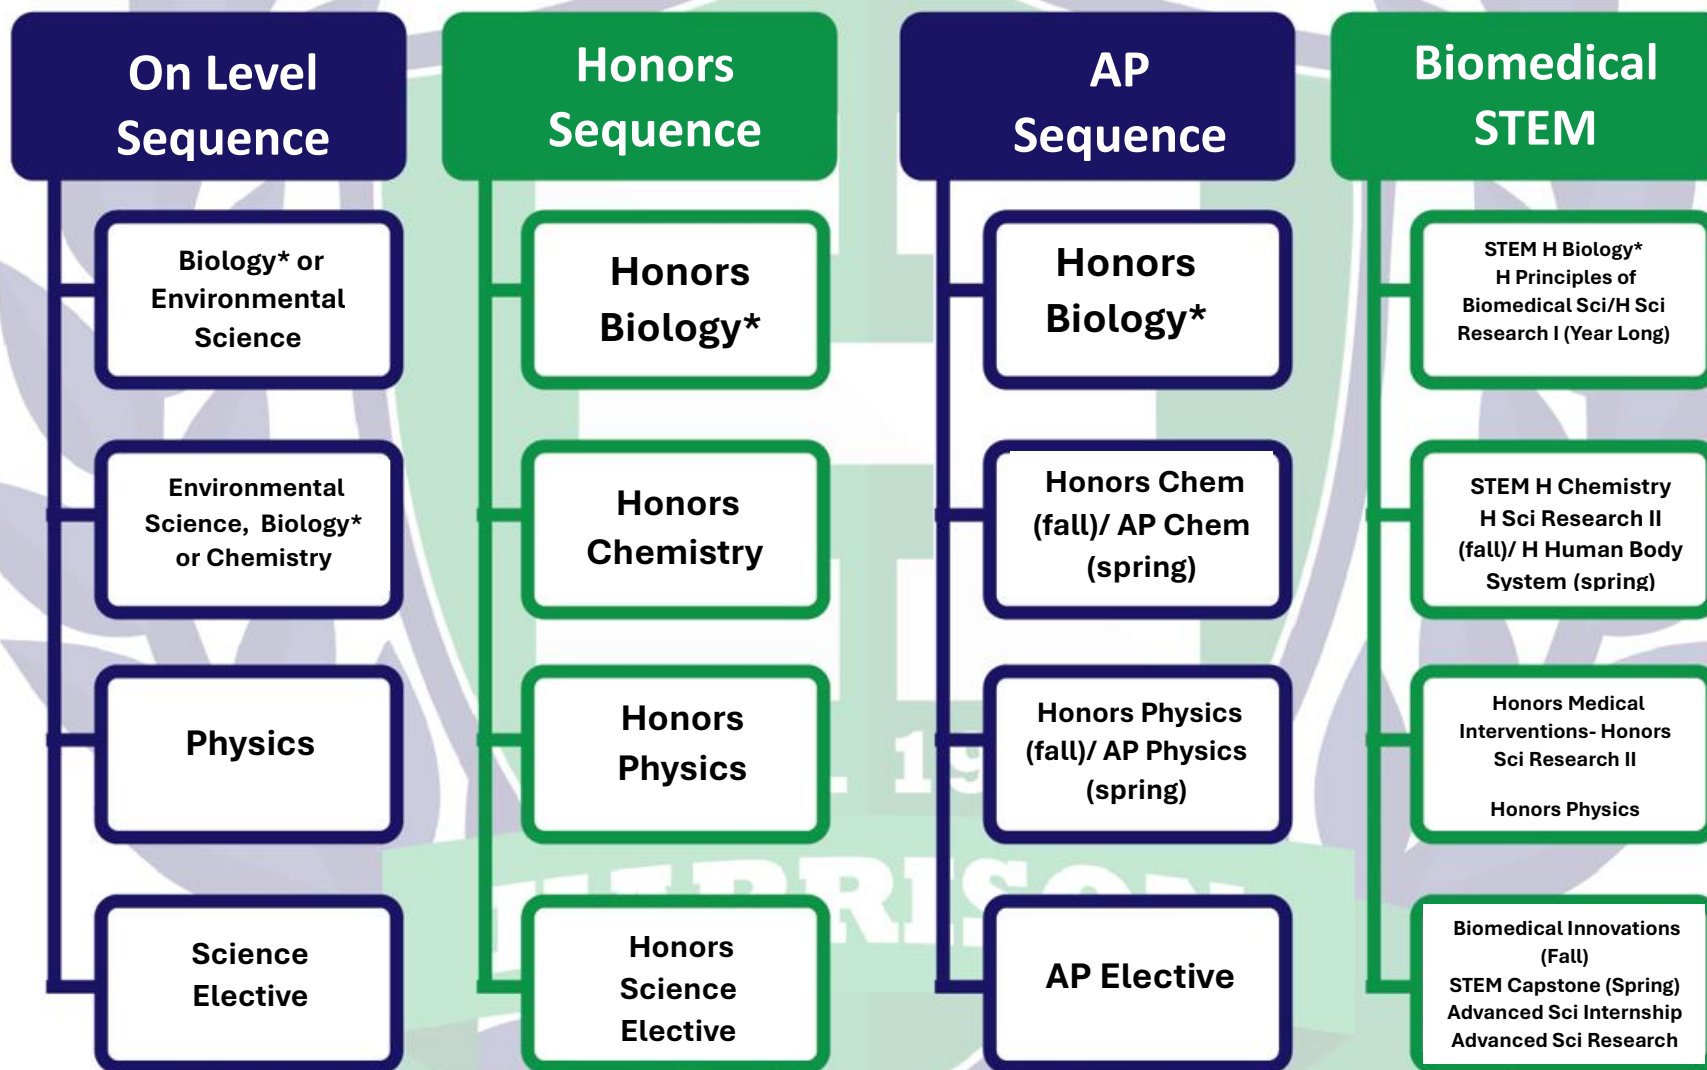 On Level
Sequence
Biology* or
Environmental
Science
Environmental
Science, Biology*
or Chemistry
Physics
Science
Elective
Honors
Sequence
Honors
Biology*
Honors
Chemistry
Honors
Physics
Honors
Science
Elective
AP
Sequence
Honors
Biology*
Honors Chem
(fall)/ AP Chem
(spring)
Honors Physics
(fall)/ AP Physics
(spring)
AP Elective
Biomedical
STEM
STEM H Biology*
H Principles of
Biomedical Sci/H Sci
Research I (Year Long)
STEM H Chemistry
H Sci Research II
(fall)/ H Human Body
System (spring)
Honors Medical
Interventions- Honors
Sci Research II
Honors Physics
Biomedical Innovations
(Fall)
STEM Capstone (Spring)
Advanced Sci Internship
Advanced Sci Research
HARRISON